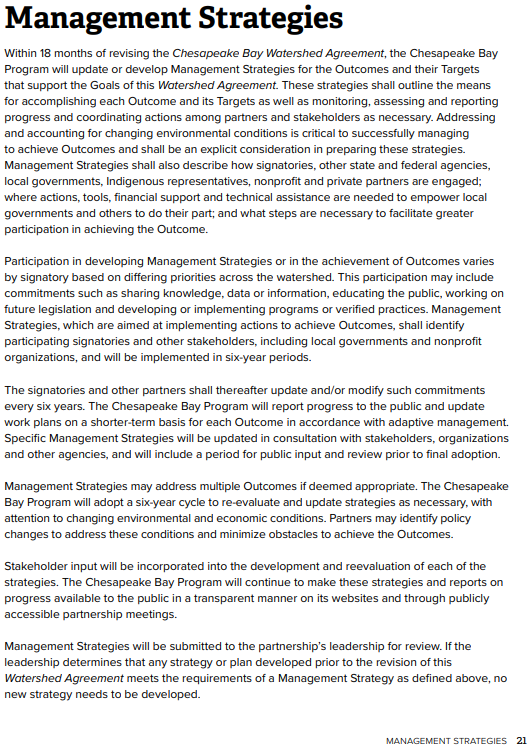 Management Strategies
Within 18 months of revising the Chesapeake Bay Watershed Agreement, the Chesapeake Bay
Program will update or develop Management Strategies for the Outcomes and their Targets
that support the Goals of this Watershed Agreement. These strategies shall outline the means
for accomplishing each Outcome and its Targets as well as monitoring, assessing and reporting
progress and coordinating actions among partners and stakeholders as necessary. Addressing
and accounting for changing environmental conditions is critical to successfully managing
to achieve Outcomes and shall be an explicit consideration in preparing these strategies.
Management Strategies shall also describe how signatories, other state and federal agencies,
local governments, Indigenous representatives, nonprofit and private partners are engaged;
where actions, tools, financial support and technical assistance are needed to empower local
governments and others to do their part; and what steps are necessary to facilitate greater
participation in achieving the Outcome.
Participation in developing Management Strategies or in the achievement of Outcomes varies
by signatory based on differing priorities across the watershed. This participation may include
commitments such as sharing knowledge, data or information, educating the public, working on
future legislation and developing or implementing programs or verified practices. Management
Strategies, which are aimed at implementing actions to achieve Outcomes, shall identify
participating signatories and other stakeholders, including local governments and nonprofit
organizations, and will be implemented in six-year periods.
The signatories and other partners shall thereafter update and/or modify such commitments
every six years. The Chesapeake Bay Program will report progress to the public and update
work plans on a shorter-term basis for each Outcome in accordance with adaptive management.
Specific Management Strategies will be updated in consultation with stakeholders, organizations
and other agencies, and will include a period for public input and review prior to final adoption.
Management Strategies may address multiple Outcomes if deemed appropriate. The Chesapeake
Bay Program will adopt a six-year cycle to re-evaluate and update strategies as necessary, with
attention to changing environmental and economic conditions. Partners may identify policy
changes to address these conditions and minimize obstacles to achieve the Outcomes.
Stakeholder input will be incorporated into the development and reevaluation of each of the
strategies. The Chesapeake Bay Program will continue to make these strategies and reports on
progress available to the public in a transparent manner on its websites and through publicly
accessible partnership meetings.
Management Strategies will be submitted to the partnership's leadership for review. If the
leadership determines that any strategy or plan developed prior to the revision of this
Watershed Agreement meets the requirements of a Management Strategy as defined above, no
new strategy needs to be developed.
MANAGEMENT STRATEGIES 21